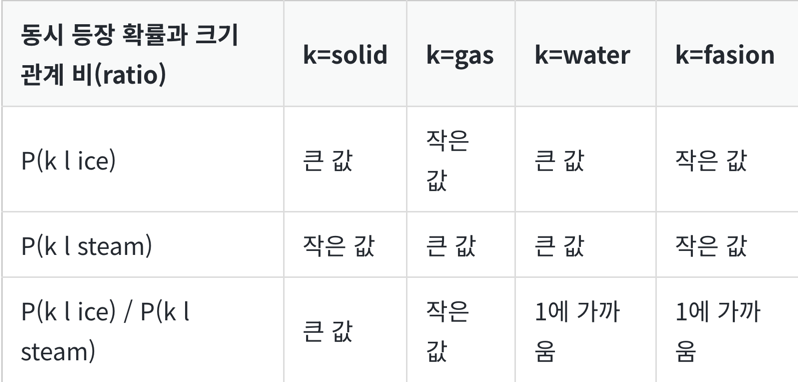 동시 등장 확률과 크기
관계 비(ratio)
k=solid
k=gas
k=water
k=fasion
P(k l ice)
큰 값
작은
값
큰 값
작은 값
P(k l steam)
작은 값
큰 값
큰 값
작은 값
P(k l ice) / P(k l
steam)
큰 값
작은
값
1에 가까
움
1에 가까
움